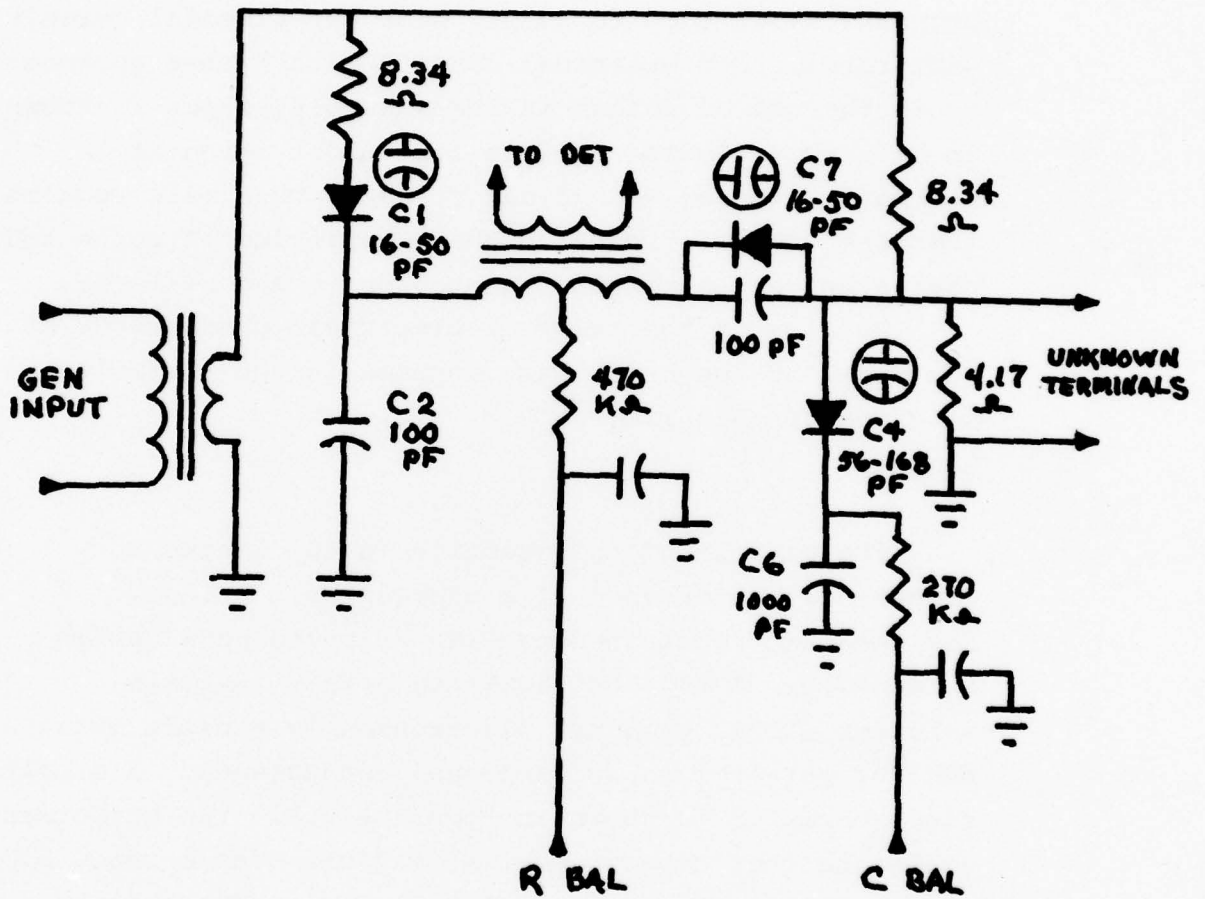 8.34
Ω
C1
16-50
PF
TO DET
C7
16-50
PF
8.34
Ω
GEN
INPUT
C2
100
PF
470
KΩ
100 PF
UNKNOWN
TERMINALS
4.17
Ω
C4
56-168
PF
C6
1000
PF
270
KΩ
R BAL
C BAL